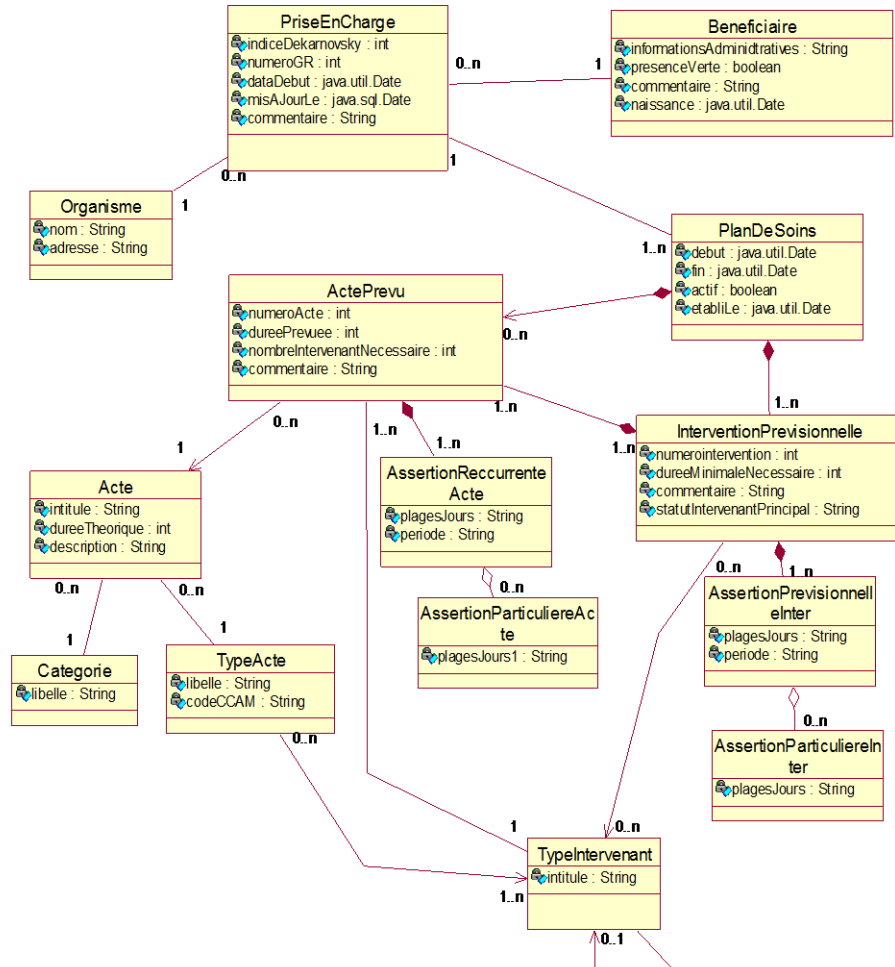 PriseEnCharge
indiceDekarnovsky : int
numeroGR : int
dataDebut : java.util.Date
misAJourLe : java.sql.Date
commentaire : String
Beneficiaire
informationsAdminidtratives : String
presenceVerte : boolean
commentaire : String
naissance : java.util.Date
0..n
1
0..n
1
1
1..n
Organisme
nom : String
adresse : String
PlanDeSoins
debut : java.util.Date
fin : java.util.Date
actif : boolean
etabliLe : java.util.Date
ActePrevu
numeroActe : int
dureePrevuee : int
nombreIntervenantNecessaire : int
commentaire : String
0..n
1..n
1..n
1..n
0..n
1
1..n
1..n
InterventionPrevisionnelle
numerointervention : int
dureeMinimaleNecessaire : int
commentaire : String
statutIntervenantPrincipal : String
Acte
intitule : String
dureeTheorique : int
description : String
AssertionReccurrente
Acte
plagesJours : String
periode : String
0..n
0..n
0..n
0..n
1..n
AssertionParticuliereA
cte
plagesJours1 : String
AssertionPrevisionnell
eInter
plagesJours : String
periode : String
1
1
Categorie
libelle : String
TypeActe
libelle : String
codeCCAM : String
0..n
0..n
AssertionParticuliereIn
ter
plagesJours : String
1
0..n
TypeIntervenant
intitule : String
1..n
0..1